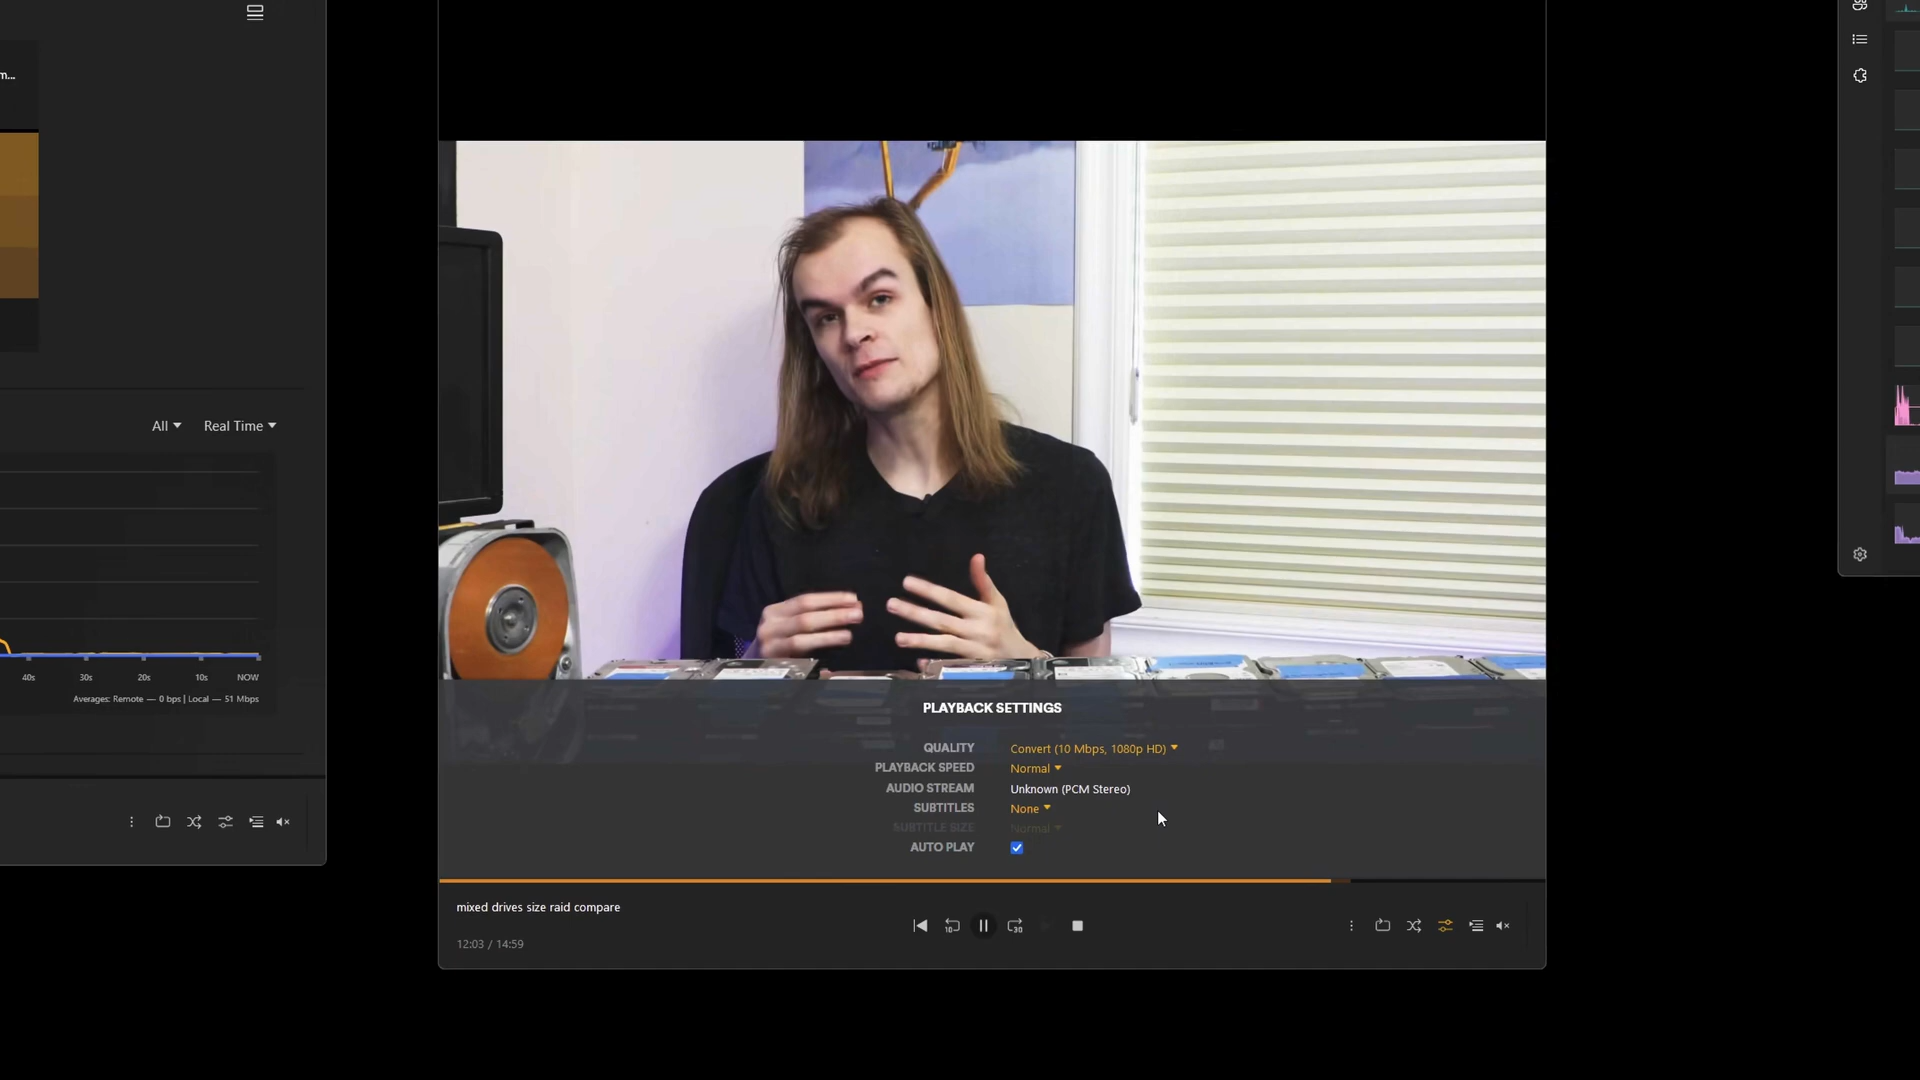 m...
All
Real Time
40s 30s 20s 10s NOW
Averages: Remote — 0 bps | Local — 51 Mbps
PLAYBACK SETTINGS
QUALITY Convert (10 Mbps, 1080p HD)
PLAYBACK SPEED Normal
AUDIO STREAM Unknown (PCM Stereo)
SUBTITLES None
SUBTITLE SIZE Normal
AUTO PLAY
mixed drives size raid compare
10
30
12:03 / 14:59